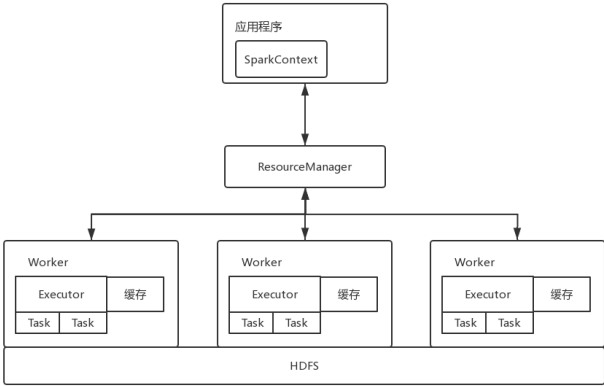 应用程序
SparkContext
ResourceManager
Worker
Worker
Worker
Executor
缓存
Executor
缓存
Executor
缓存
Task
Task
Task
Task
Task
Task
HDFS